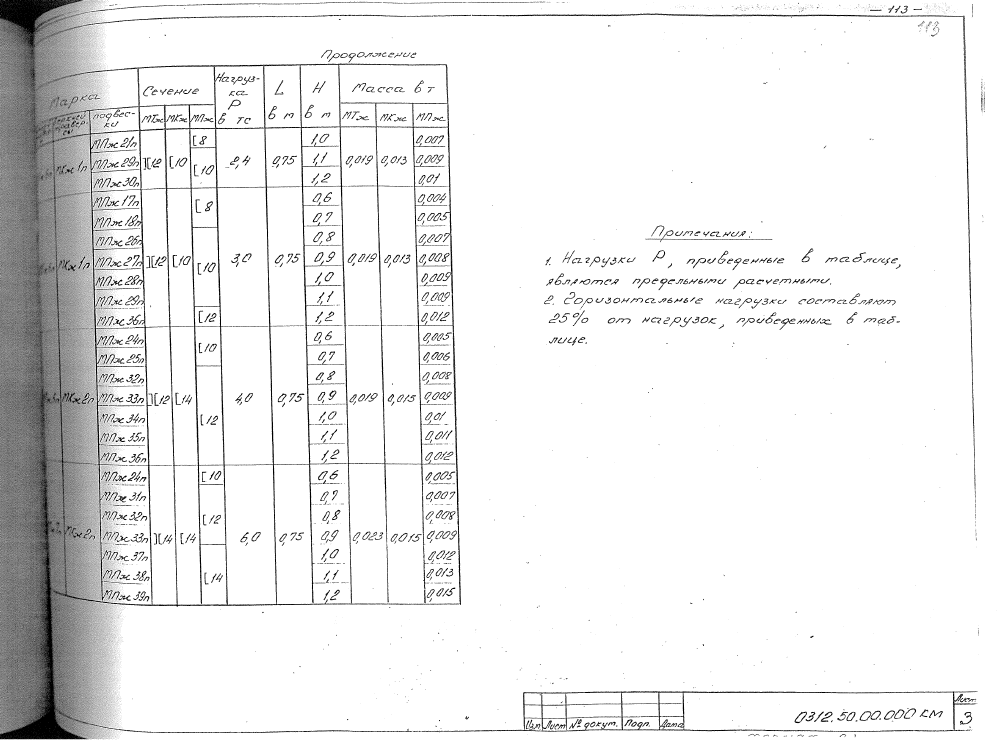 — 113 —
113
Продолжение
Марка | Сечение | Нагруз-ка Р в тс | L в м | H в м | Масса в т
подвес-ки | МТж | МКж | МПж | МТж | МКж | МПж
МКж 1п | ][12 | [10 | 2,4 | 0,75 | 0,019 | 0,013
МПж 21п | [8 | 1,0 | 0,007
МПж 29п | [10 | 1,1 | 0,009
МПж 30п | 1,2 | 0,01
МКж 1п | ][12 | [10 | 3,0 | 0,75 | 0,019 | 0,013
МПж 17п | [8 | 0,6 | 0,004
МПж 18п | 0,7 | 0,005
МПж 26п | [10 | 0,8 | 0,007
МПж 27п | 0,9 | 0,008
МПж 28п | 1,0 | 0,009
МПж 29п | 1,1 | 0,009
МПж 36п | [12 | 1,2 | 0,012
МКж 2п | ][12 | [14 | 4,0 | 0,75 | 0,019 | 0,015
МПж 24п | [10 | 0,6 | 0,005
МПж 25п | 0,7 | 0,006
МПж 32п | [12 | 0,8 | 0,008
МПж 33п | 0,9 | 0,009
МПж 34п | 1,0 | 0,01
МПж 35п | 1,1 | 0,011
МПж 36п | 1,2 | 0,012
МКж 2п | ][14 | [14 | 6,0 | 0,75 | 0,023 | 0,015
МПж 24п | [10 | 0,6 | 0,005
МПж 31п | [12 | 0,7 | 0,007
МПж 32п | 0,8 | 0,008
МПж 33п | 0,9 | 0,009
МПж 37п | [14 | 1,0 | 0,012
МПж 38п | 1,1 | 0,013
МПж 39п | 1,2 | 0,015
Примечания:
1. Нагрузки Р, приведенные в таблице,
являются предельными расчетными.
2. Горизонтальные нагрузки составляют
25% от нагрузок, приведенных в таб-
лице.
Изм Лист № докум. Подп. Дата
0312.50.00.000 КМ
Лист
3